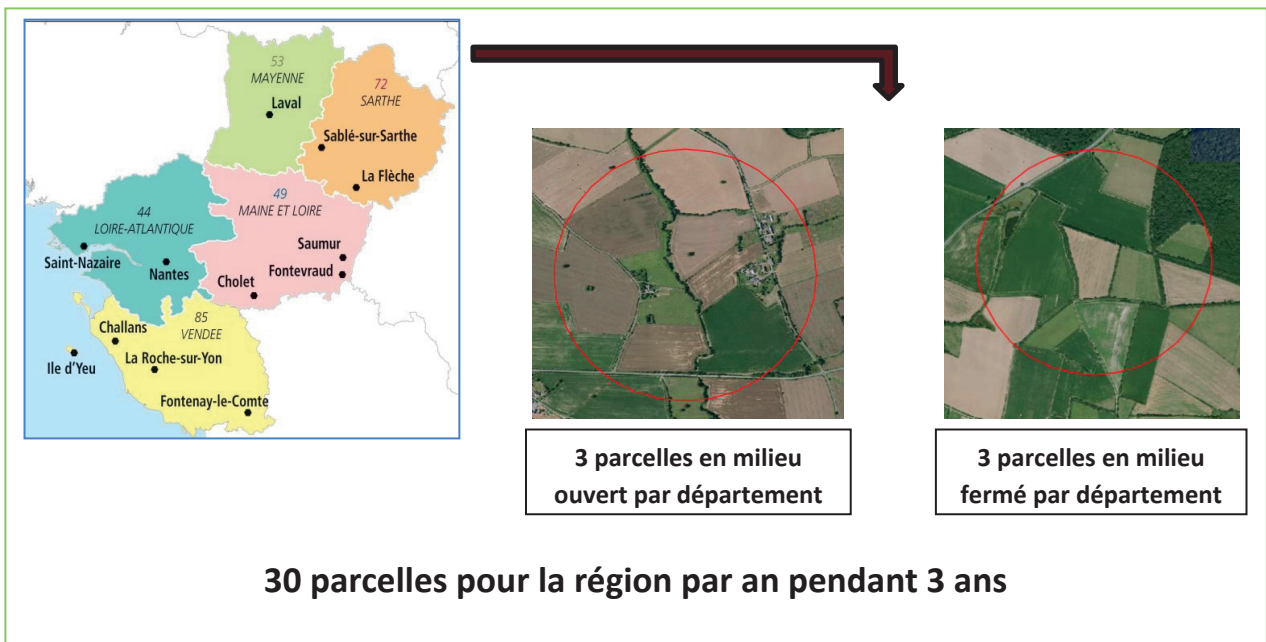 53
MAYENNE
Laval
72
SARTHE
Sablé-sur-Sarthe
La Flèche
49
MAINE ET LOIRE
44
LOIRE-ATLANTIQUE
Saumur
Saint-Nazaire
Nantes
Fontevraud
Cholet
Challans
85
VENDEE
La Roche-sur-Yon
Ile d'Yeu
Fontenay-le-Comte
3 parcelles en milieu
ouvert par département
3 parcelles en milieu
fermé par département
30 parcelles pour la région par an pendant 3 ans